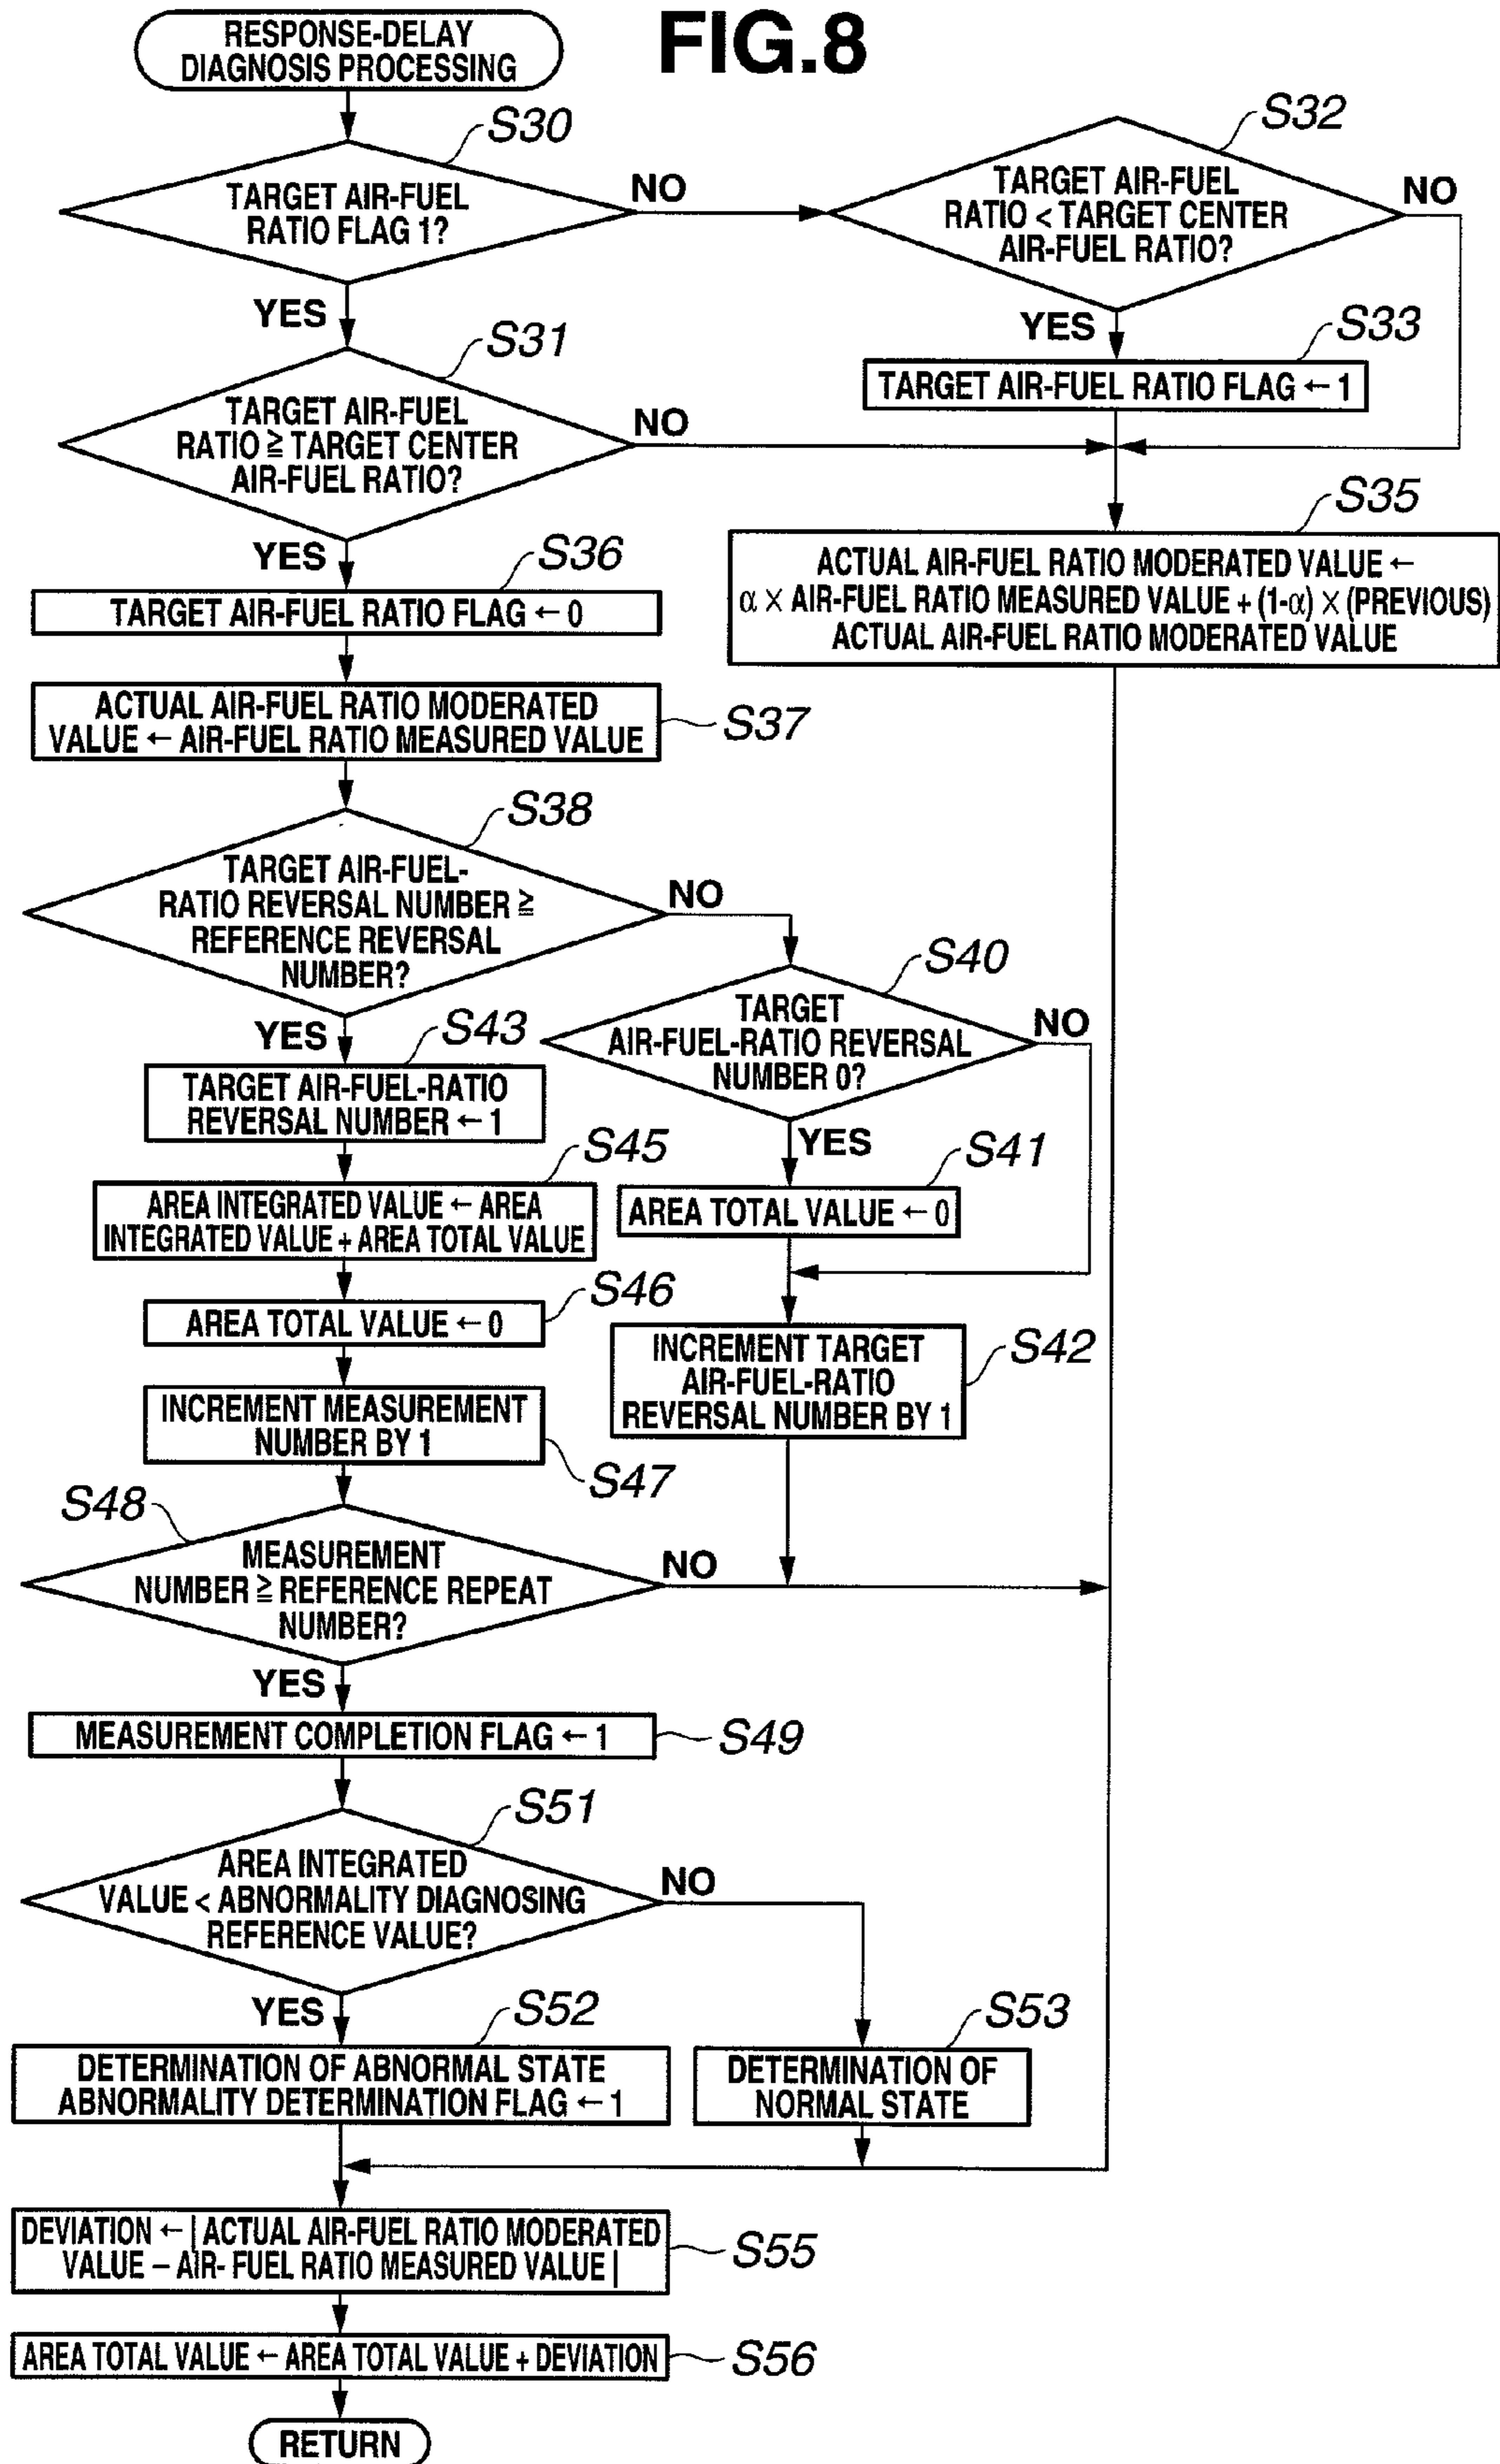 FIG.8
RESPONSE-DELAY
DIAGNOSIS PROCESSING
S30
TARGET AIR-FUEL
RATIO FLAG 1?
NO
YES
S32
TARGET AIR-FUEL
RATIO < TARGET CENTER
AIR-FUEL RATIO?
NO
YES
S33
TARGET AIR-FUEL RATIO FLAG ← 1
S31
TARGET AIR-FUEL
RATIO ≧ TARGET CENTER
AIR-FUEL RATIO?
NO
YES
S35
ACTUAL AIR-FUEL RATIO MODERATED VALUE ←
α × AIR-FUEL RATIO MEASURED VALUE + (1-α) × (PREVIOUS)
ACTUAL AIR-FUEL RATIO MODERATED VALUE
S36
TARGET AIR-FUEL RATIO FLAG ← 0
ACTUAL AIR-FUEL RATIO MODERATED
VALUE ← AIR-FUEL RATIO MEASURED VALUE
S37
S38
TARGET AIR-FUEL-
RATIO REVERSAL NUMBER ≧
REFERENCE REVERSAL
NUMBER?
NO
YES
S40
TARGET
AIR-FUEL-RATIO REVERSAL
NUMBER 0?
NO
YES
S41
AREA TOTAL VALUE ← 0
INCREMENT TARGET
AIR-FUEL-RATIO
REVERSAL NUMBER BY 1
S42
S43
TARGET AIR-FUEL-RATIO
REVERSAL NUMBER ← 1
S45
AREA INTEGRATED VALUE ← AREA
INTEGRATED VALUE + AREA TOTAL VALUE
S46
AREA TOTAL VALUE ← 0
INCREMENT MEASUREMENT
NUMBER BY 1
S47
S48
MEASUREMENT
NUMBER ≧ REFERENCE REPEAT
NUMBER?
NO
YES
MEASUREMENT COMPLETION FLAG ← 1
S49
S51
AREA INTEGRATED
VALUE < ABNORMALITY DIAGNOSING
REFERENCE VALUE?
NO
YES
S52
DETERMINATION OF ABNORMAL STATE
ABNORMALITY DETERMINATION FLAG ← 1
S53
DETERMINATION OF
NORMAL STATE
DEVIATION ← | ACTUAL AIR-FUEL RATIO MODERATED
VALUE – AIR- FUEL RATIO MEASURED VALUE |
S55
AREA TOTAL VALUE ← AREA TOTAL VALUE + DEVIATION
S56
RETURN